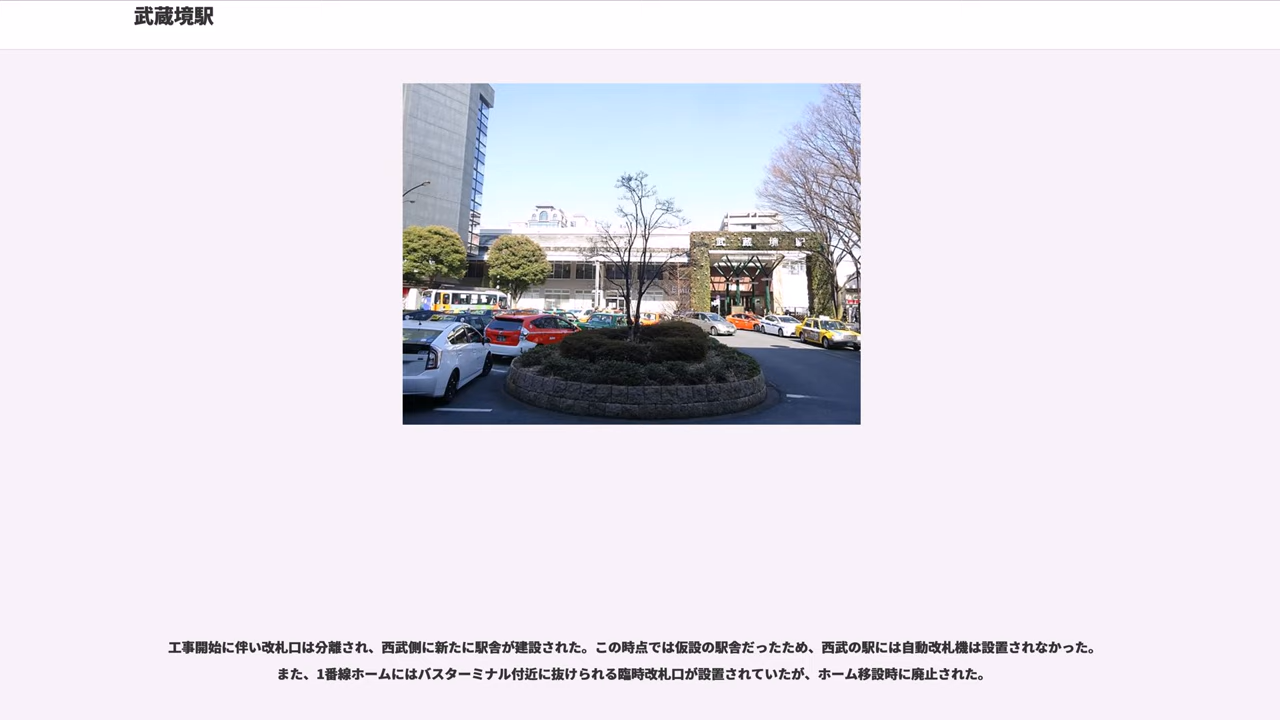 武蔵境駅
武蔵境駅
工事開始に伴い改札口は分離され、西武側に新たに駅舎が建設された。この時点では仮設の駅舎だったため、西武の駅には自動改札機は設置されなかった。
また、1番線ホームにはバスターミナル付近に抜けられる臨時改札口が設置されていたが、ホーム移設時に廃止された。